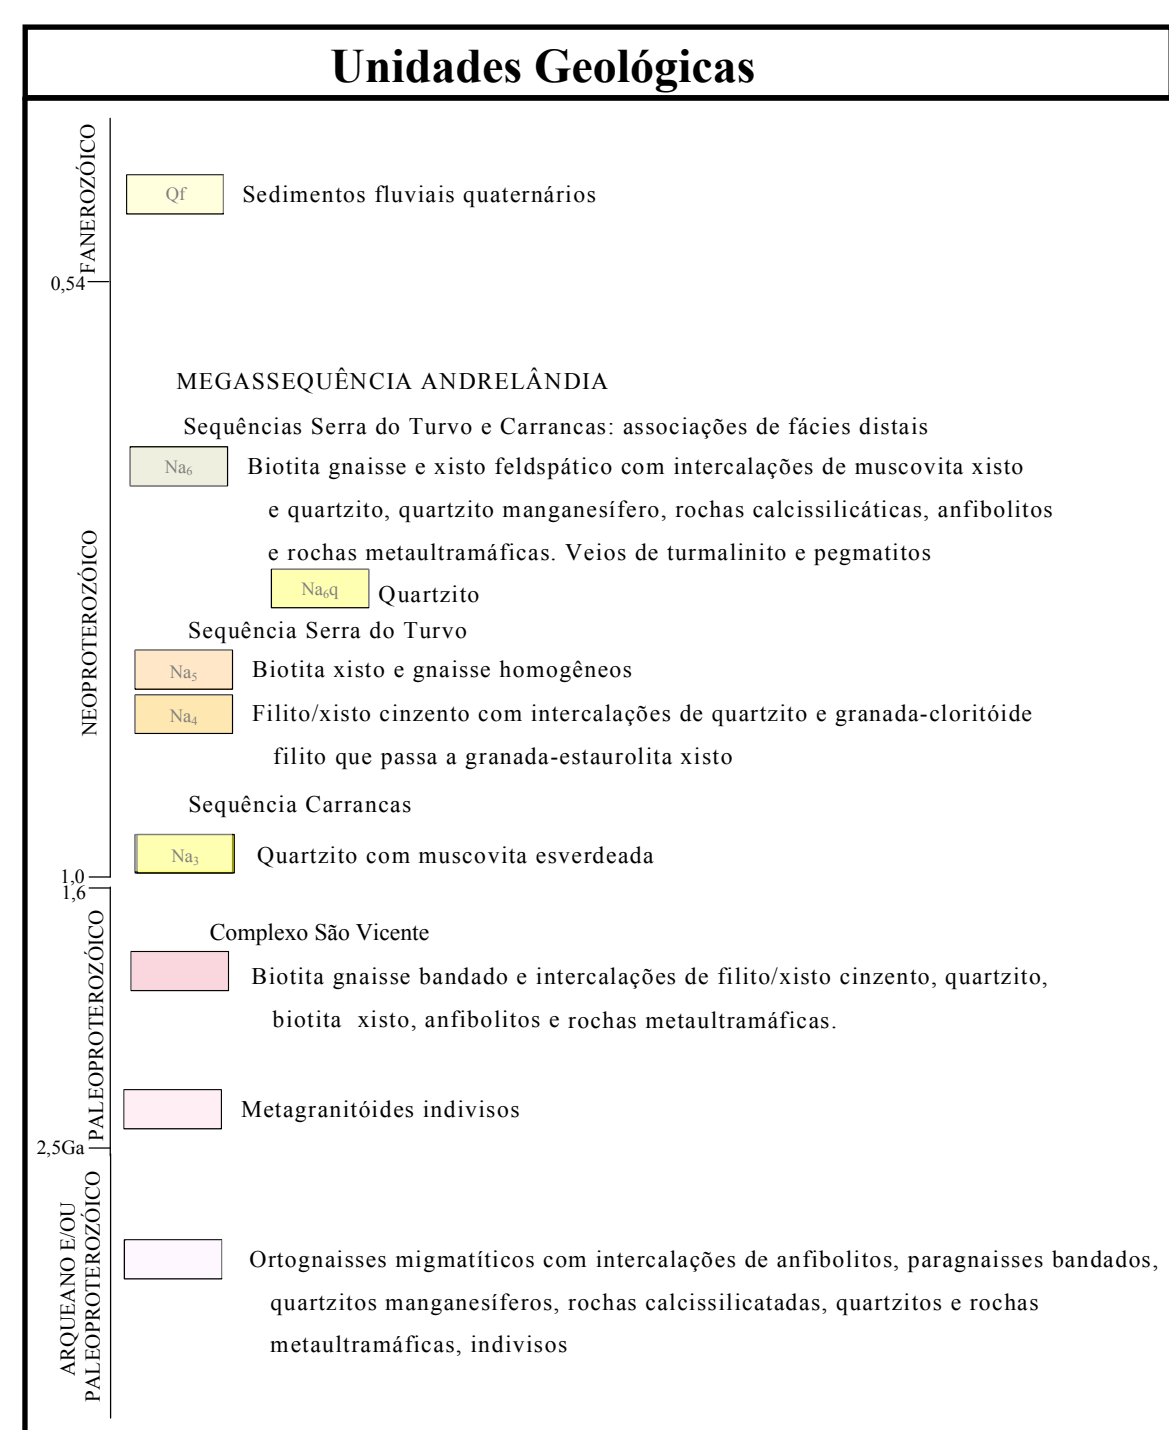 Unidades Geológicas
FANEROZÓICO
Qf Sedimentos fluviais quaternários
0,54
MEGASSEQUÊNCIA ANDRELÂNDIA
Sequências Serra do Turvo e Carrancas: associações de fácies distais
NEOPROTEROZÓICO
Na₆ Biotita gnaisse e xisto feldspático com intercalações de muscovita xisto
e quartzito, quartzito manganesífero, rochas calcissilicáticas, anfibolitos
e rochas metaultramáficas. Veios de turmalinito e pegmatitos
Na₆q Quartzito
Sequência Serra do Turvo
Na₅ Biotita xisto e gnaisse homogêneos
Na₄ Filito/xisto cinzento com intercalações de quartzito e granada-cloritóide
filito que passa a granada-estaurolita xisto
Sequência Carrancas
Na₃ Quartzito com muscovita esverdeada
1,0
1,6
PALEOPROTEROZÓICO
Complexo São Vicente
Biotita gnaisse bandado e intercalações de filito/xisto cinzento, quartzito,
biotita xisto, anfibolitos e rochas metaultramáficas.
Metagranitóides indivisos
2,5Ga
ARQUEANO E/OU
PALEOPROTEROZÓICO
Ortognaisses migmatíticos com intercalações de anfibolitos, paragnaisses bandados,
quartzitos manganesíferos, rochas calcissilicatadas, quartzitos e rochas
metaultramáficas, indivisos